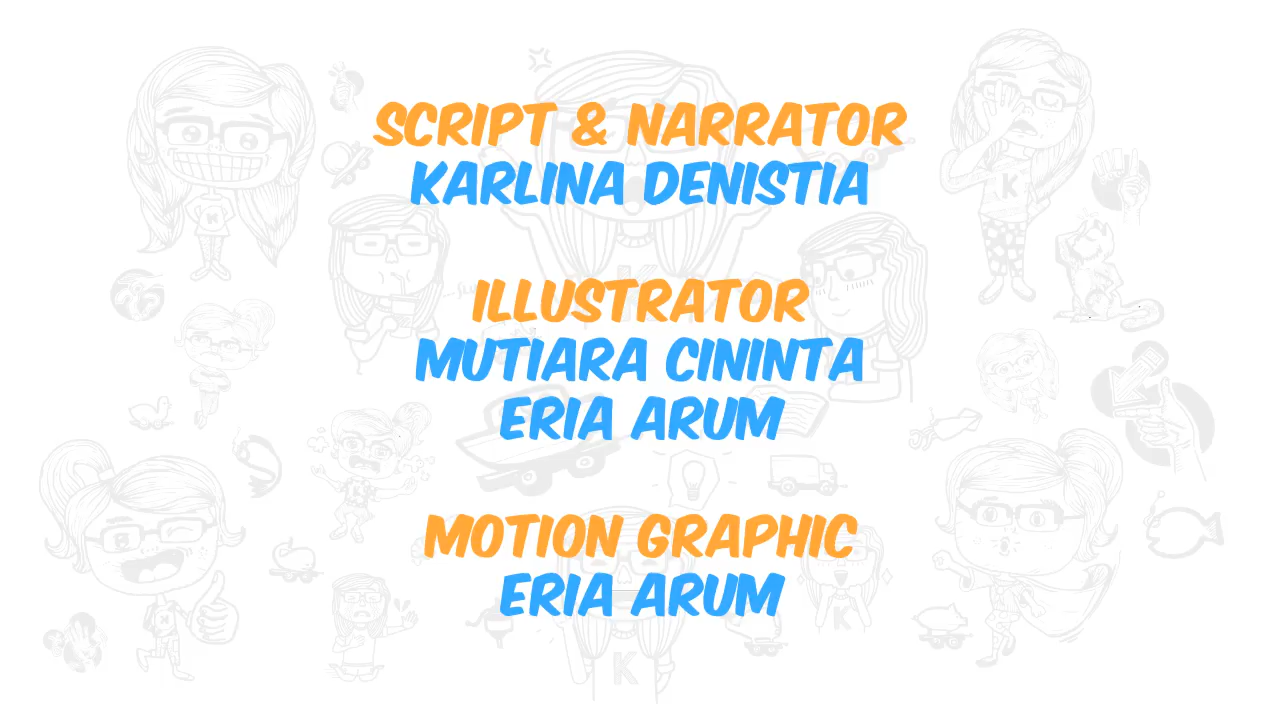 SCRIPT & NARRATOR
KARLINA DENISTIA
ILLUSTRATOR
MUTIARA CININTA
ERIA ARUM
MOTION GRAPHIC
ERIA ARUM
K
K
K